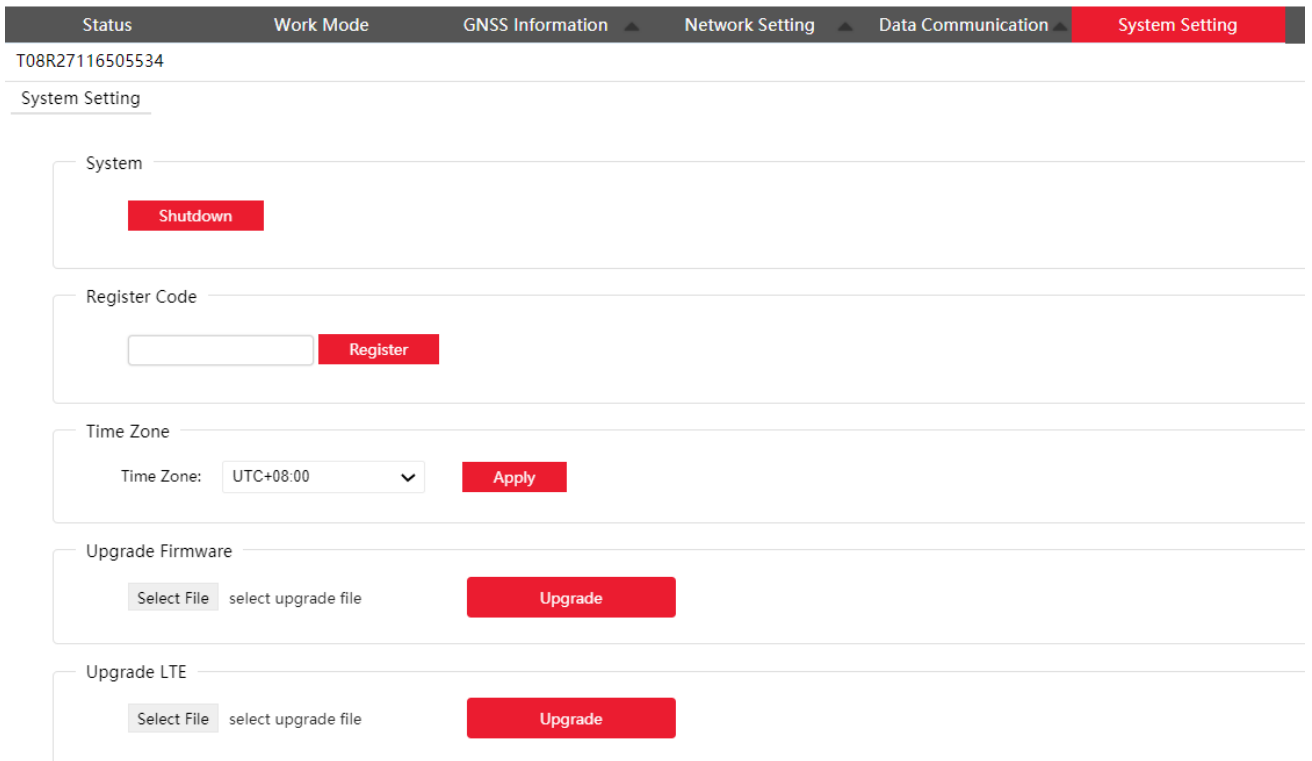 Status Work Mode GNSS Information Network Setting Data Communication System Setting
T08R27116505534
System Setting
System
Shutdown
Register Code
Register
Time Zone
Time Zone: UTC+08:00 Apply
Upgrade Firmware
Select File select upgrade file Upgrade
Upgrade LTE
Select File select upgrade file Upgrade